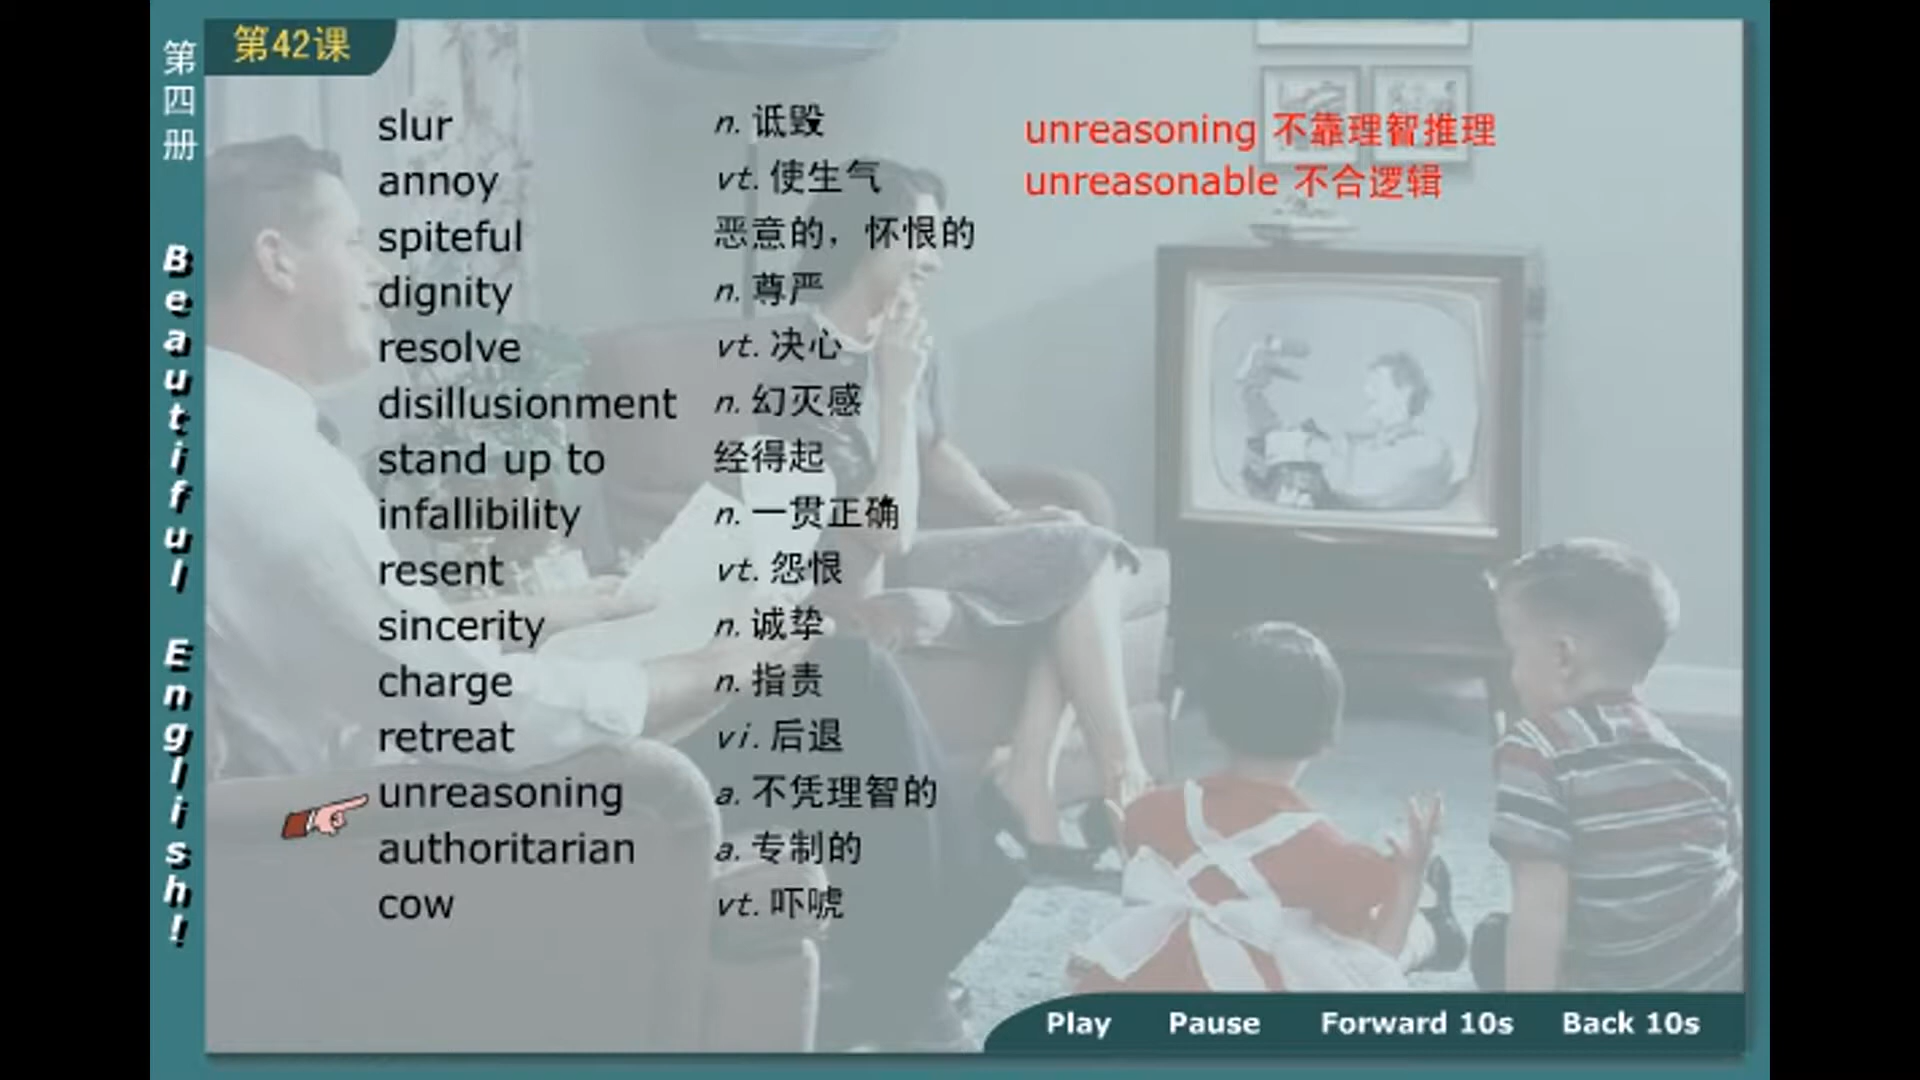 第四册
Beautiful English!
第42课
slur n. 诋毁
annoy vt. 使生气
spiteful 恶意的，怀恨的
dignity n. 尊严
resolve vt. 决心
disillusionment n. 幻灭感
stand up to 经得起
infallibility n. 一贯正确
resent vt. 怨恨
sincerity n. 诚挚
charge n. 指责
retreat vi. 后退
unreasoning a. 不凭理智的
authoritarian a. 专制的
cow vt. 吓唬
unreasoning 不靠理智推理
unreasonable 不合逻辑
Play Pause Forward 10s Back 10s